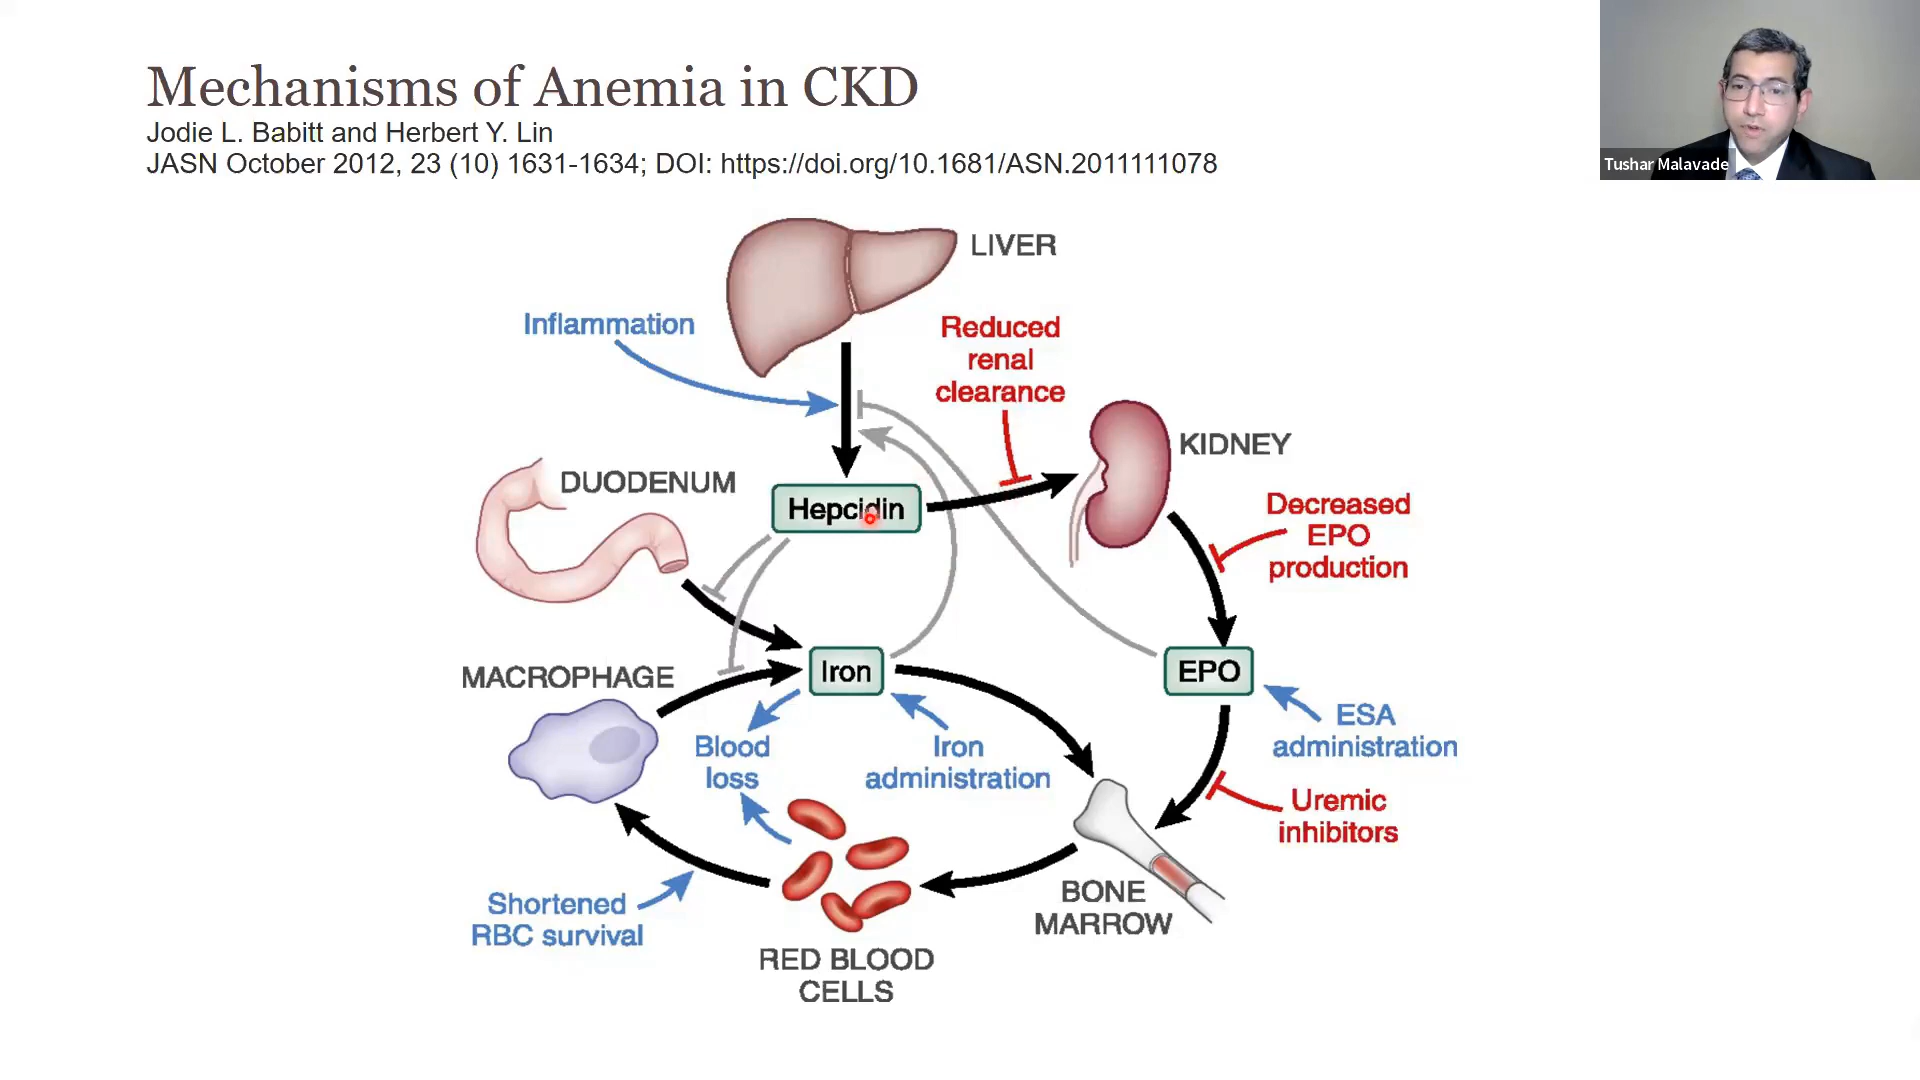 Mechanisms of Anemia in CKD
Jodie L. Babitt and Herbert Y. Lin
JASN October 2012, 23 (10) 1631-1634; DOI: https://doi.org/10.1681/ASN.2011111078
Tushar Malavade
LIVER
Inflammation
Reduced
renal
clearance
KIDNEY
DUODENUM
Hepcidin
Decreased
EPO
production
MACROPHAGE
Iron
EPO
Blood
loss
Iron
administration
ESA
administration
Uremic
inhibitors
Shortened
RBC survival
BONE
MARROW
RED BLOOD
CELLS